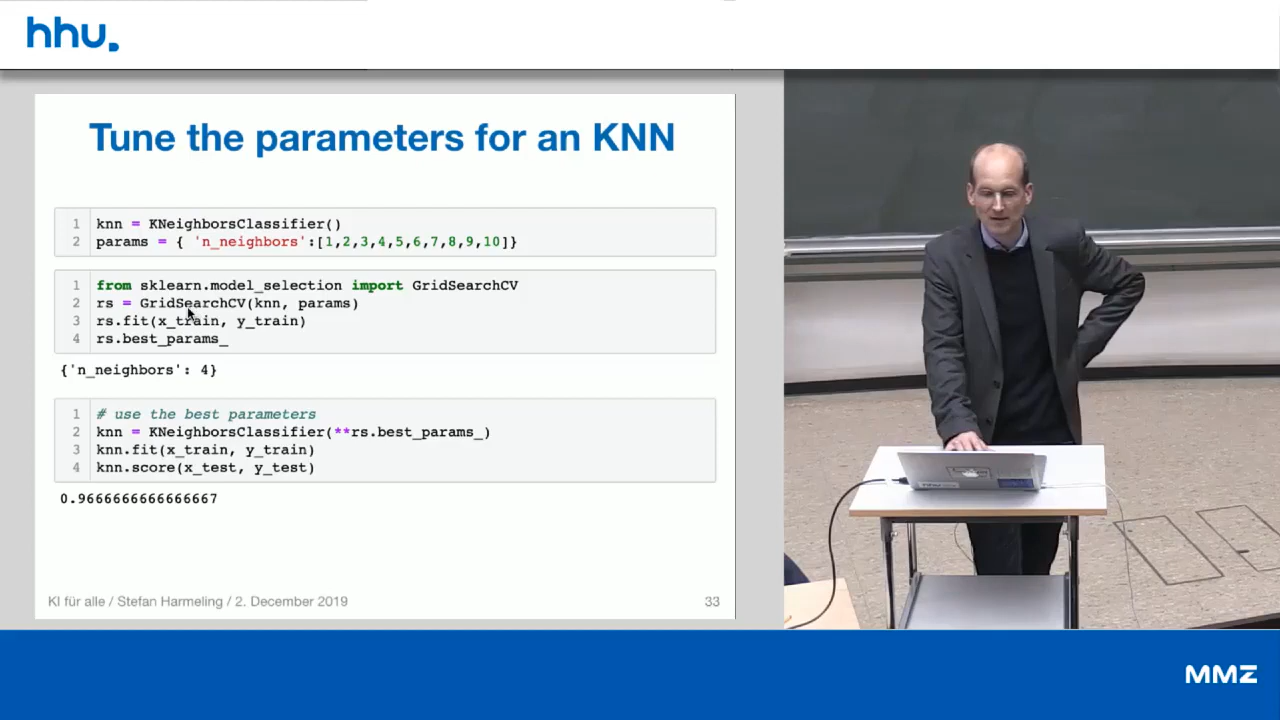 hhu.
Tune the parameters for an KNN
1 knn = KNeighborsClassifier()
2 params = { 'n_neighbors':[1,2,3,4,5,6,7,8,9,10]}
1 from sklearn.model_selection import GridSearchCV
2 rs = GridSearchCV(knn, params)
3 rs.fit(x_train, y_train)
4 rs.best_params_
{'n_neighbors': 4}
1 # use the best parameters
2 knn = KNeighborsClassifier(**rs.best_params_)
3 knn.fit(x_train, y_train)
4 knn.score(x_test, y_test)
0.9666666666666667
KI für alle / Stefan Harmeling / 2. December 2019
33
hhu
MMZ